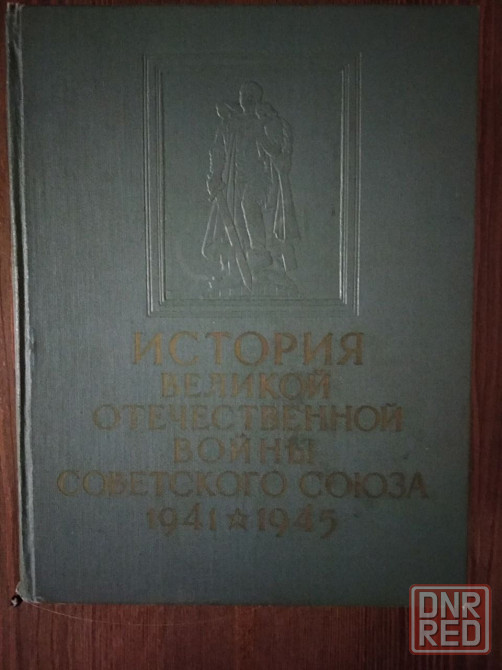 ИСТОРИЯ
ВЕЛИКОЙ
ОТЕЧЕСТВЕННОЙ
ВОЙНЫ
СОВЕТСКОГО СОЮЗА
1941 ☆ 1945
DNR
RED